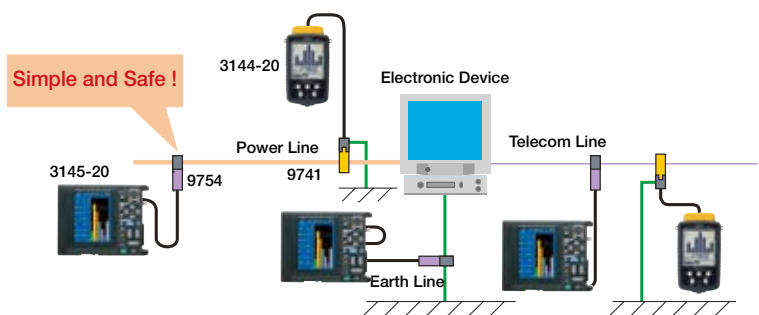 Simple and Safe !
3144-20
Electronic Device
Power Line
Telecom Line
3145-20
9754
9741
Earth Line